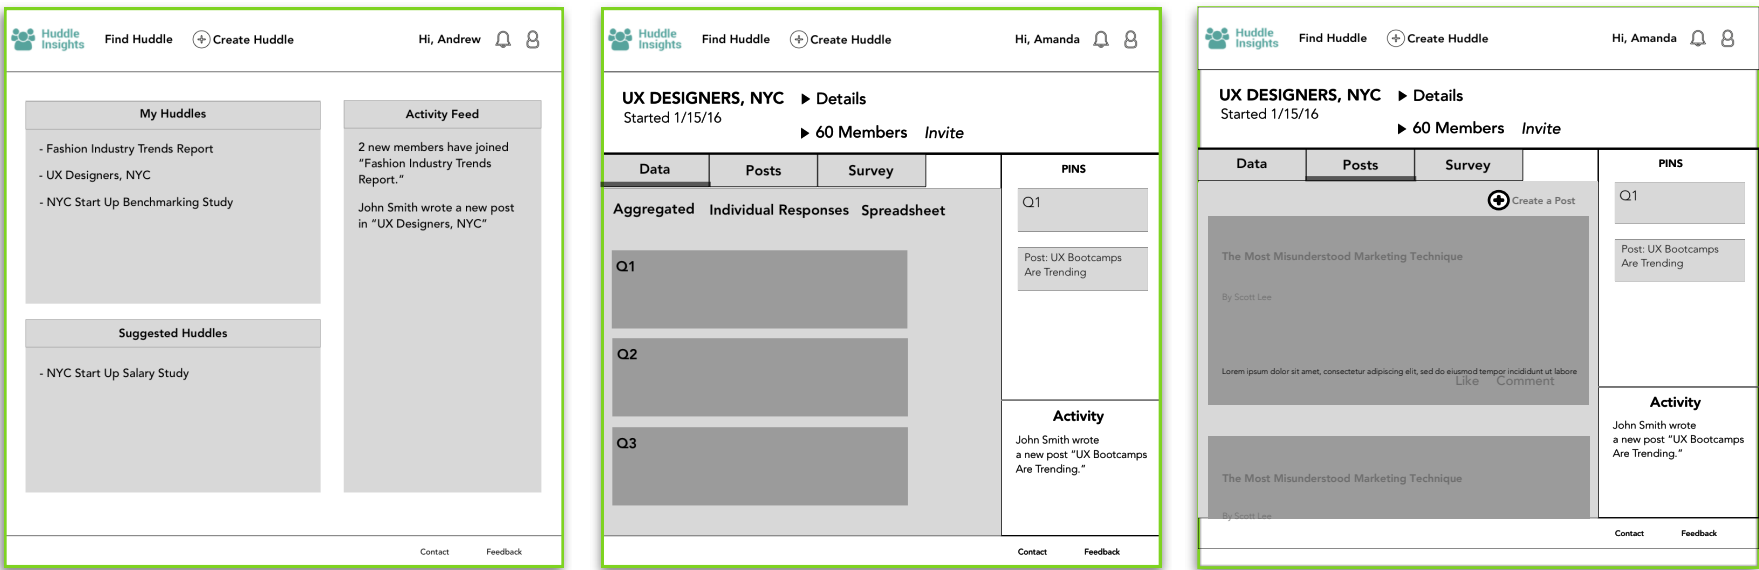 Huddle
Insights
Find Huddle
Create Huddle
Hi, Andrew
My Huddles
- Fashion Industry Trends Report
- UX Designers, NYC
- NYC Start Up Benchmarking Study
Suggested Huddles
- NYC Start Up Salary Study
Activity Feed
2 new members have joined
“Fashion Industry Trends
Report.”
John Smith wrote a new post
in “UX Designers, NYC”
Contact
Feedback
Huddle
Insights
Find Huddle
Create Huddle
Hi, Amanda
UX DESIGNERS, NYC
Started 1/15/16
Details
60 Members
Invite
Data
Posts
Survey
Aggregated
Individual Responses
Spreadsheet
Q1
Q2
Q3
PINS
Q1
Post: UX Bootcamps
Are Trending
Activity
John Smith wrote
a new post “UX Bootcamps
Are Trending.”
Contact
Feedback
Huddle
Insights
Find Huddle
Create Huddle
Hi, Amanda
UX DESIGNERS, NYC
Started 1/15/16
Details
60 Members
Invite
Data
Posts
Survey
Create a Post
The Most Misunderstood Marketing Technique
By Scott Lee
Lorem ipsum dolor sit amet, consectetur adipiscing elit, sed do eiusmod tempor incididunt ut labore
Like
Comment
The Most Misunderstood Marketing Technique
By Scott Lee
PINS
Q1
Post: UX Bootcamps
Are Trending
Activity
John Smith wrote
a new post “UX Bootcamps
Are Trending.”
Contact
Feedback